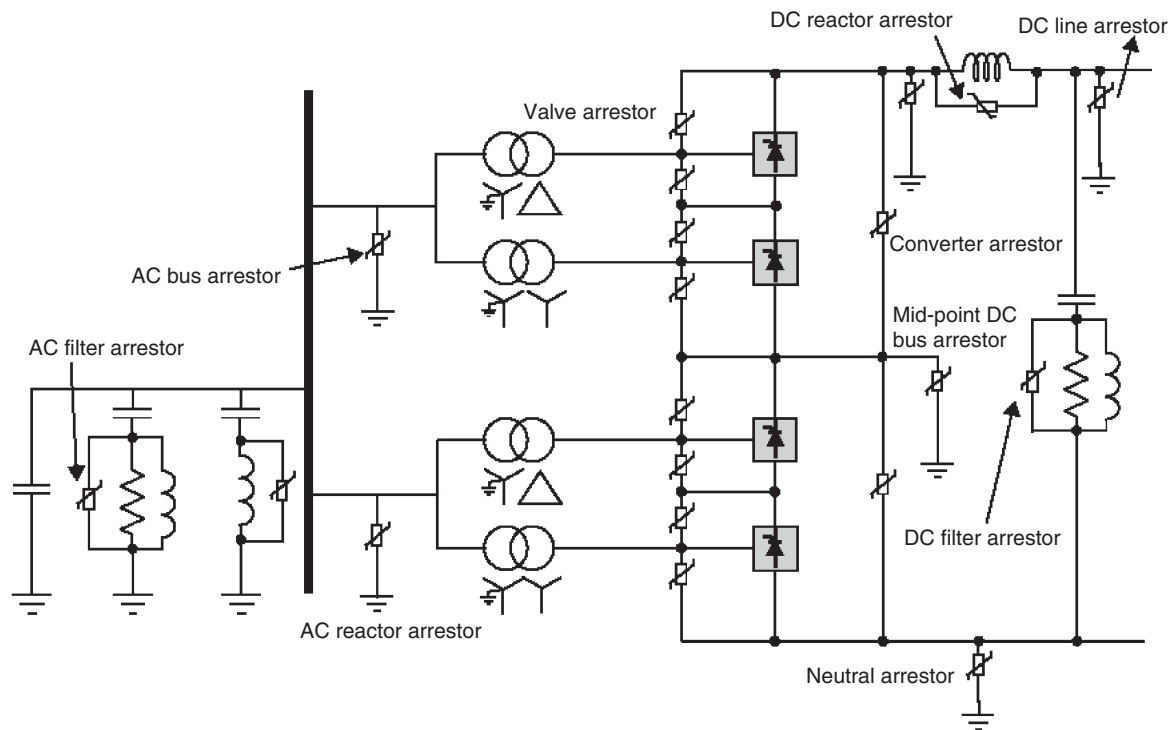 DC reactor arrestor
DC line arrestor
Valve arrestor
AC bus arrestor
Converter arrestor
Mid-point DC
bus arrestor
AC filter arrestor
DC filter arrestor
AC reactor arrestor
Neutral arrestor